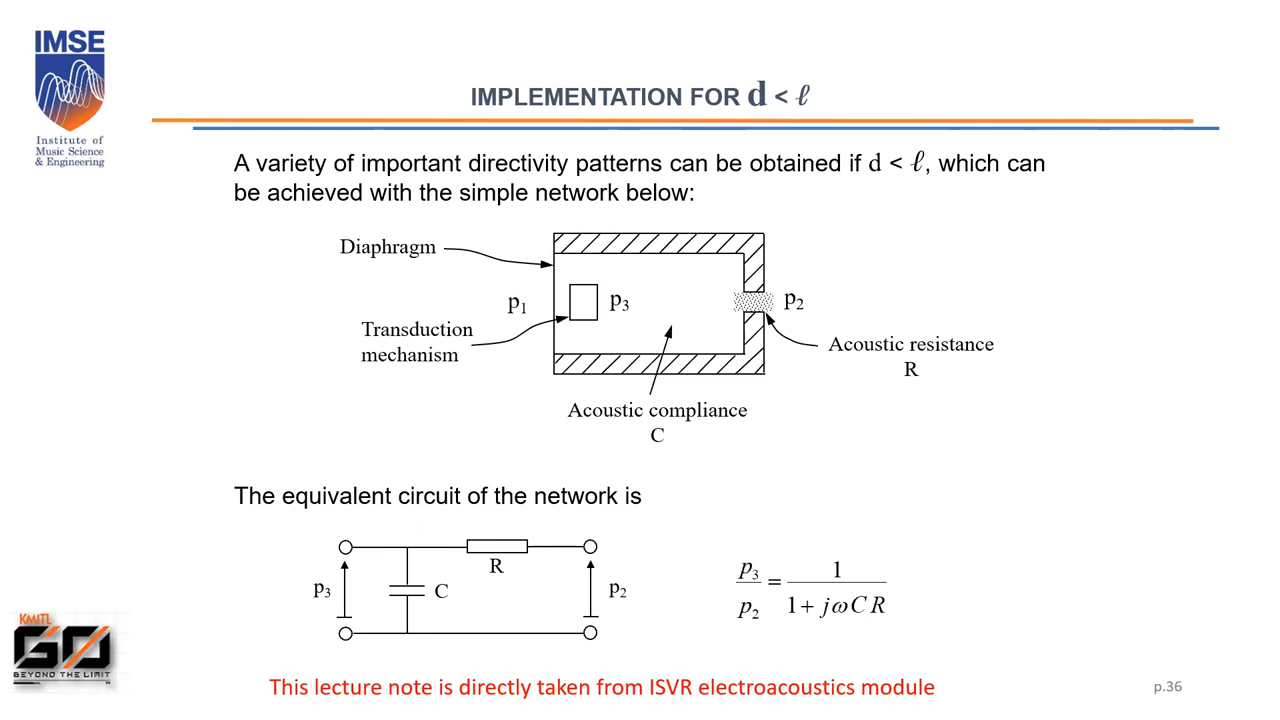 IMSE
Institute of
Music Science
& Engineering
IMPLEMENTATION FOR d < ℓ
A variety of important directivity patterns can be obtained if d < ℓ, which can
be achieved with the simple network below:
Diaphragm
p₁
p₃
p₂
Transduction
mechanism
Acoustic resistance
R
Acoustic compliance
C
The equivalent circuit of the network is
p₃
C
R
p₂
p₃/p₂ = 1/(1 + jωCR)
KMITL
GO
BEYOND THE LIMIT
This lecture note is directly taken from ISVR electroacoustics module
p.36